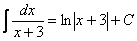 ∫ dx/(x+3) = ln|x+3| + C